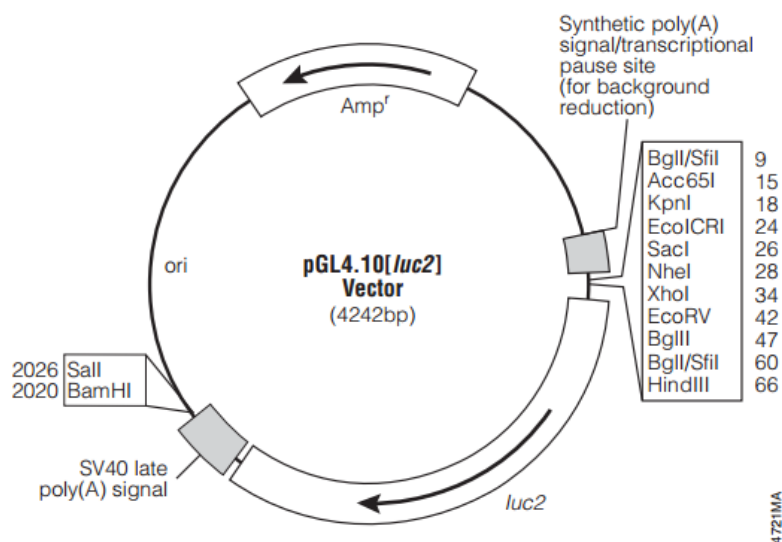 Synthetic poly(A)
signal/transcriptional
pause site
(for background
reduction)
Ampʳ
BglI/SfiI 9
Acc65I 15
KpnI 18
EcoICRI 24
SacI 26
NheI 28
XhoI 34
EcoRV 42
BglII 47
BglI/SfiI 60
HindIII 66
ori
pGL4.10[luc2]
Vector
(4242bp)
2026 SalI
2020 BamHI
SV40 late
poly(A) signal
luc2
4721MA